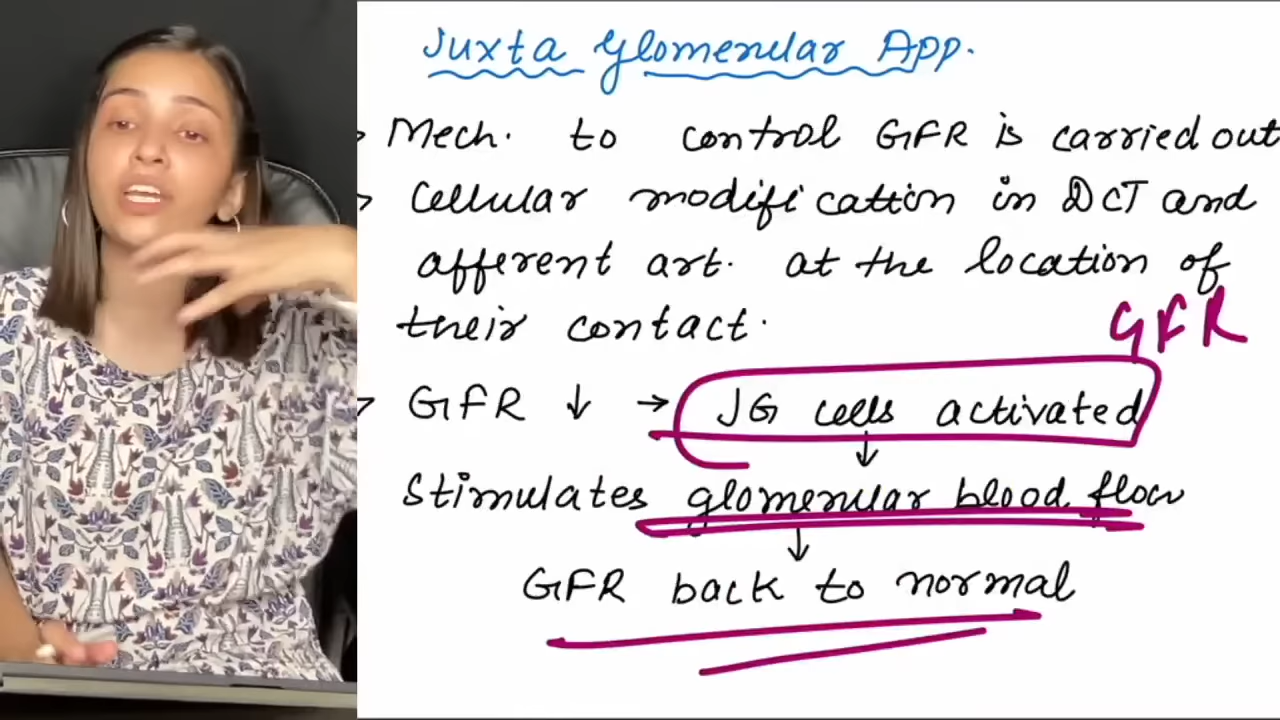 Juxta Glomerular App.
> Mech. to control GFR is carried out
> Cellular modification in DCT and
afferent art. at the location of
their contact.
GFR
> GFR ↓ → JG cells activated
↓
Stimulates glomerular blood flow
↓
GFR back to normal